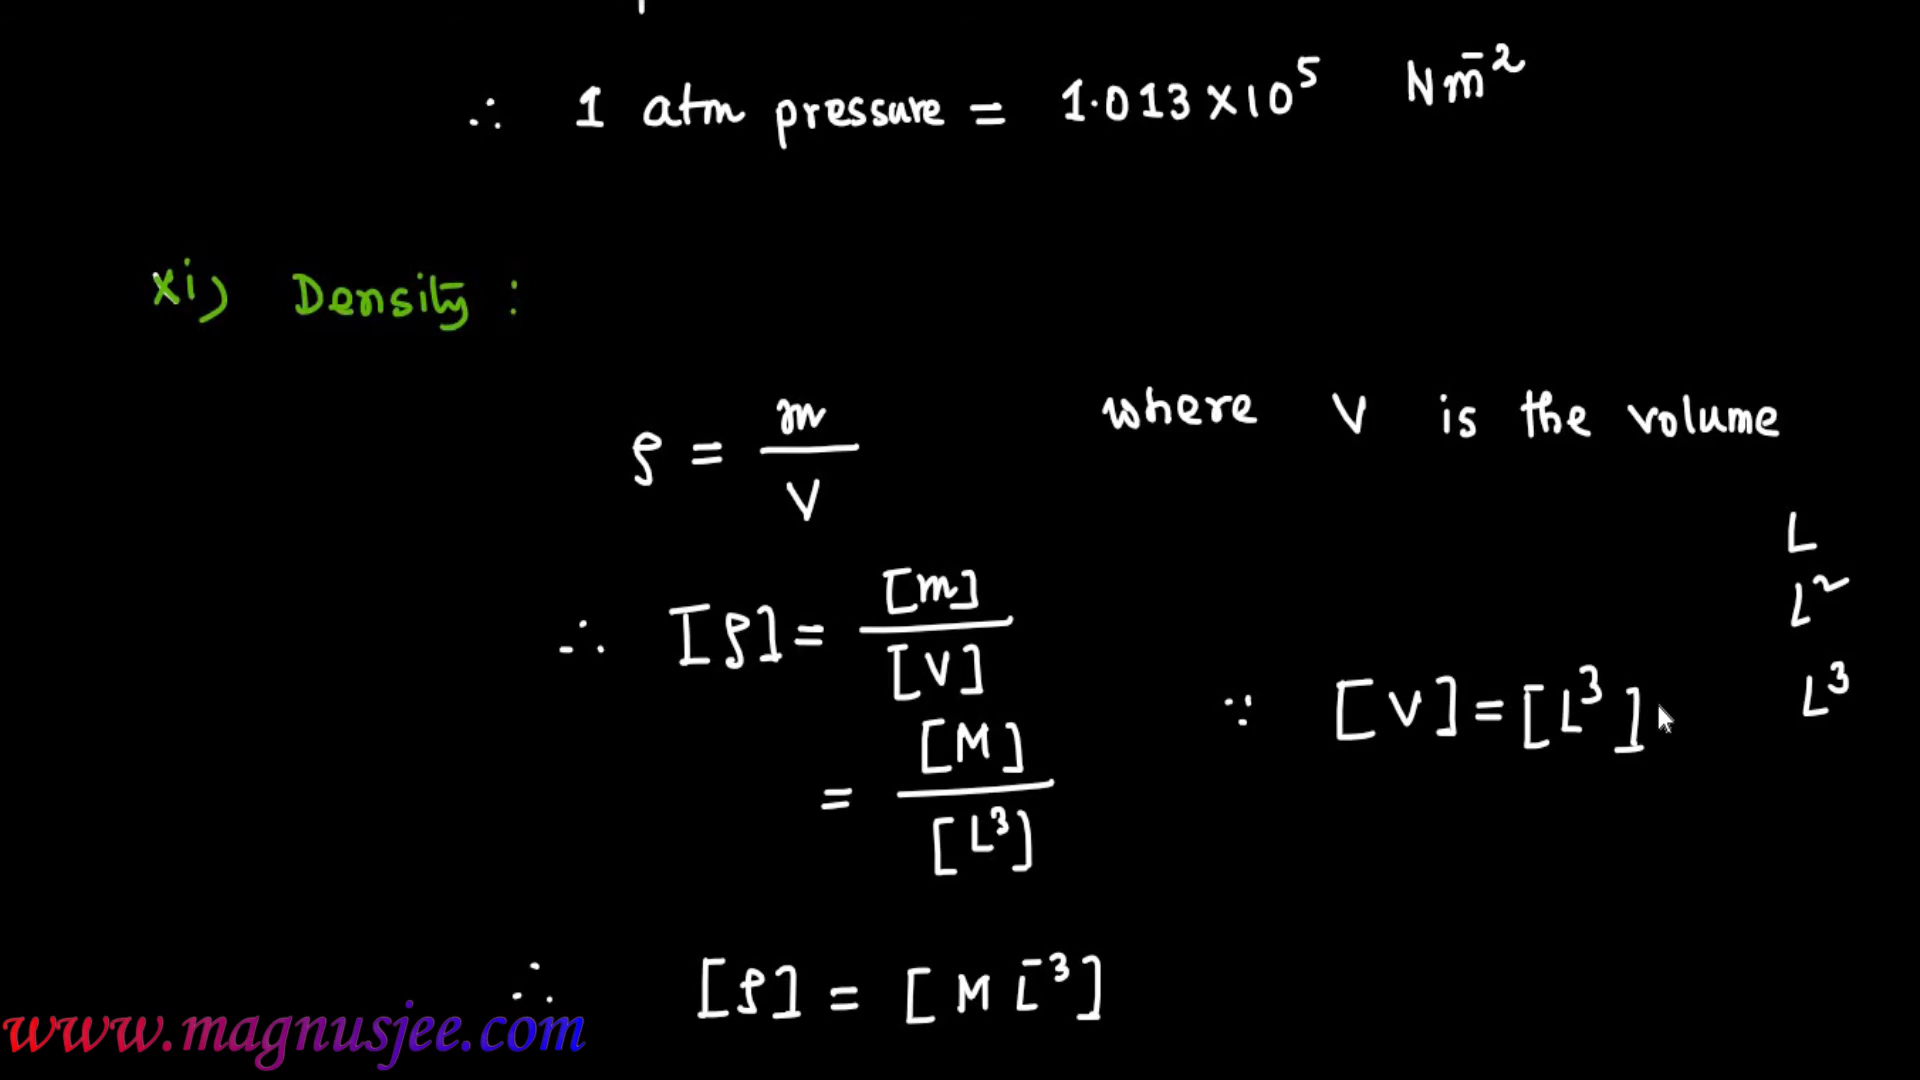 ∴ 1 atm pressure = 1.013 × 10⁵ Nm⁻²
xi) Density :
ρ = m / V where V is the volume
L
L²
∴ [ρ] = [m] / [V]
∵ [V] = [L³] L³
= [M] / [L³]
∴ [ρ] = [M L⁻³]
www.magnusjee.com